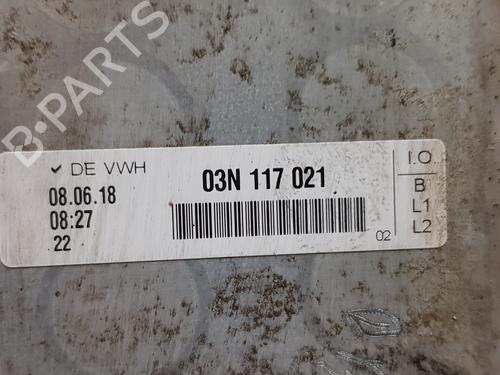 B·PARTS
✓ DE VWH
08.06.18
08:27
22
03N 117 021
02
I.O
B
L1
L2